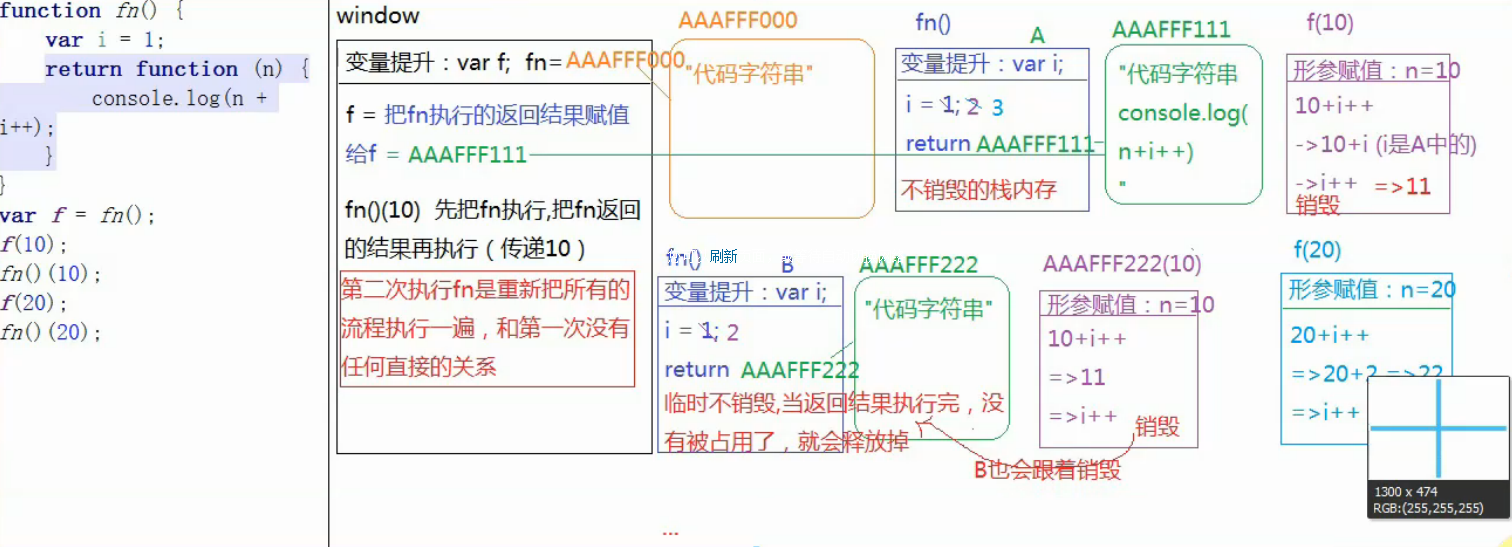 function fn() {
var i = 1;
return function (n) {
console.log(n +
i++);
}
}
var f = fn();
f(10);
fn()(10);
f(20);
fn()(20);
window
变量提升：var f; fn=AAAFFF000
f = 把fn执行的返回结果赋值
给f = AAAFFF111
fn()(10) 先把fn执行,把fn返回
的结果再执行（传递10）
第二次执行fn是重新把所有的
流程执行一遍，和第一次没有
任何直接的关系
AAAFFF000
"代码字符串"
fn()
A
变量提升：var i;
i = 1; 2 3
return AAAFFF111
不销毁的栈内存
AAAFFF111
"代码字符串
console.log(
n+i++)
"
f(10)
形参赋值：n=10
10+i++
->10+i (i是A中的)
->i++ =>11
销毁
fn() 刷新
B
变量提升：var i;
i = 1; 2
return AAAFFF222
临时不销毁,当返回结果执行完，没
有被占用了，就会释放掉
AAAFFF222
"代码字符串"
AAAFFF222(10)
形参赋值：n=10
10+i++
=>11
=>i++
销毁
B也会跟着销毁
f(20)
形参赋值：n=20
20+i++
=>20+2 =>22
=>i++
1300 x 474
RGB:(255,255,255)
...